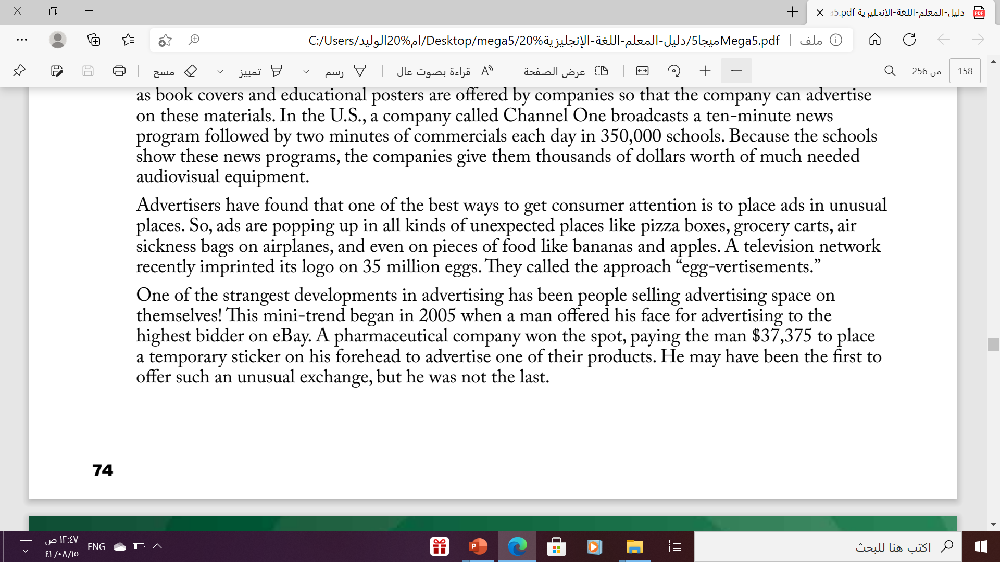 دليل-المعلم-اللغة-الإنجليزية a5.pdf
C:/Users/ام%20الوليد/Desktop/mega5/20%دليل-المعلم-اللغة-الإنجليزية/ميجا5Mega5.pdf
ملف
158
من 256
عرض الصفحة
قراءة بصوت عالٍ
رسم
تمييز
مسح
as book covers and educational posters are offered by companies so that the company can advertise
on these materials. In the U.S., a company called Channel One broadcasts a ten-minute news
program followed by two minutes of commercials each day in 350,000 schools. Because the schools
show these news programs, the companies give them thousands of dollars worth of much needed
audiovisual equipment.
Advertisers have found that one of the best ways to get consumer attention is to place ads in unusual
places. So, ads are popping up in all kinds of unexpected places like pizza boxes, grocery carts, air
sickness bags on airplanes, and even on pieces of food like bananas and apples. A television network
recently imprinted its logo on 35 million eggs. They called the approach “egg-vertisements.”
One of the strangest developments in advertising has been people selling advertising space on
themselves! This mini-trend began in 2005 when a man offered his face for advertising to the
highest bidder on eBay. A pharmaceutical company won the spot, paying the man $37,375 to place
a temporary sticker on his forehead to advertise one of their products. He may have been the first to
offer such an unusual exchange, but he was not the last.
74
اكتب هنا للبحث
ENG
١٢:٤٧ ص
٤٢/٠٨/١٥